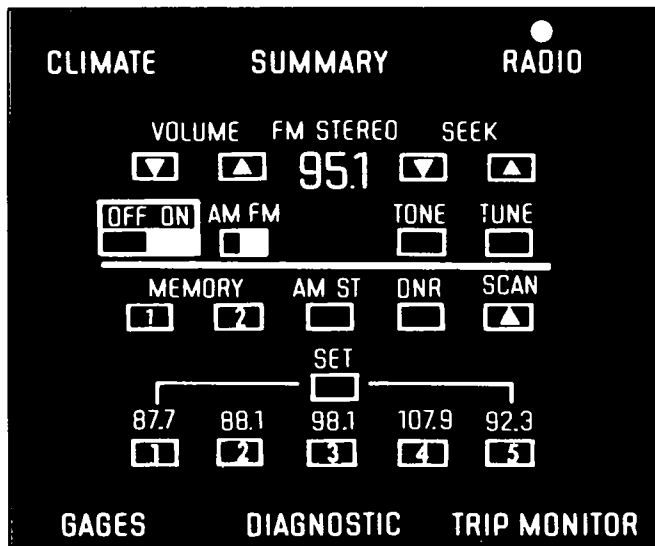 CLIMATE SUMMARY RADIO
VOLUME FM STEREO SEEK
95.1
OFF ON AM FM TONE TUNE
MEMORY AM ST DNR SCAN
1 2
SET
87.7 88.1 98.1 107.9 92.3
1 2 3 4 5
GAGES DIAGNOSTIC TRIP MONITOR